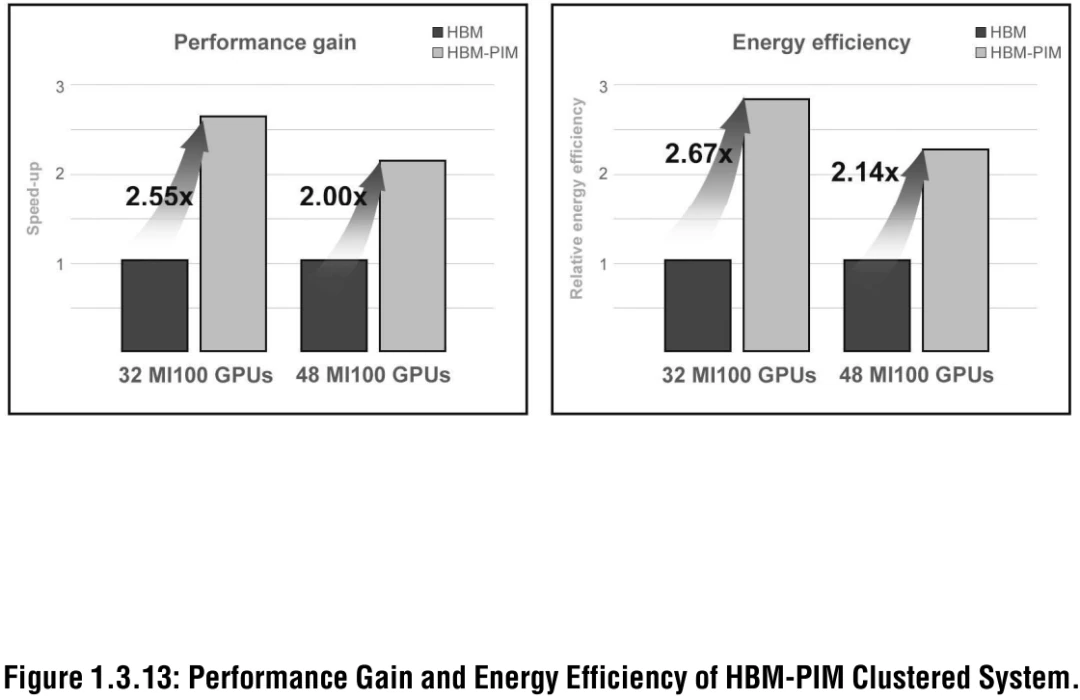 Performance gain
HBM
HBM-PIM
3
2
1
Speed-up
2.55x
2.00x
32 MI100 GPUs
48 MI100 GPUs
Energy efficiency
HBM
HBM-PIM
3
2
1
Relative energy efficiency
2.67x
2.14x
32 MI100 GPUs
48 MI100 GPUs
Figure 1.3.13: Performance Gain and Energy Efficiency of HBM-PIM Clustered System.